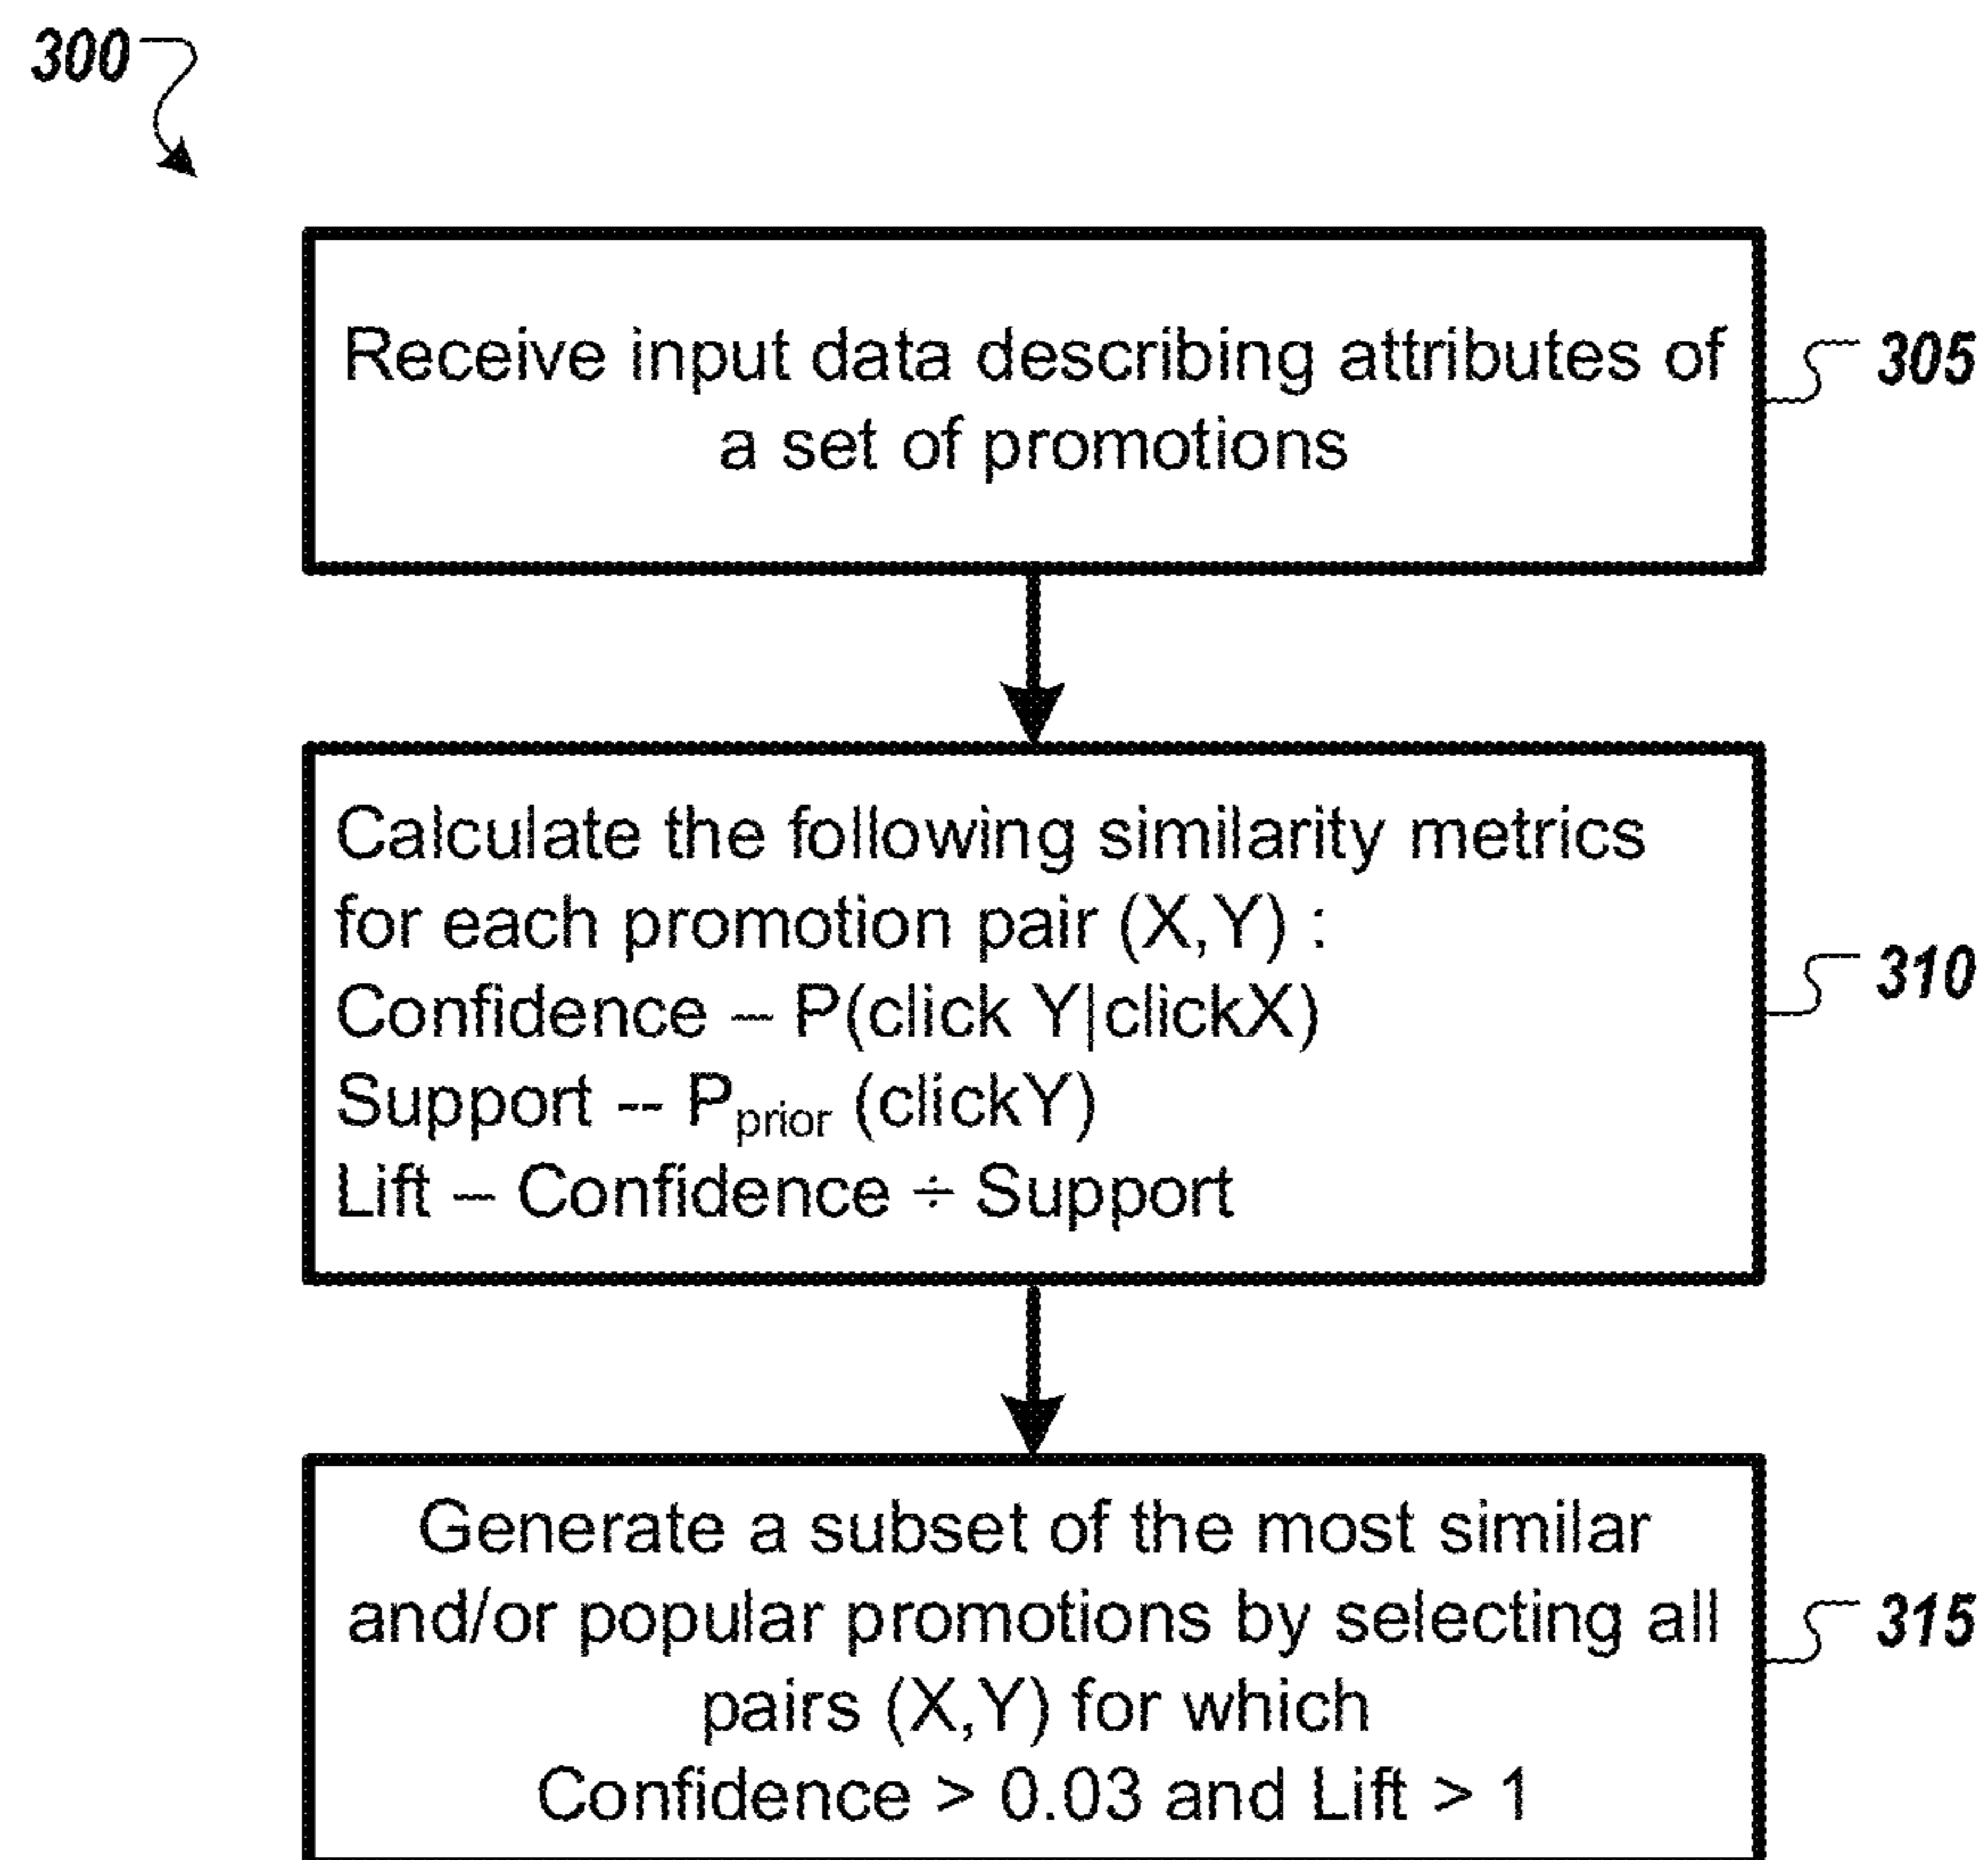 300
Receive input data describing attributes of
a set of promotions
305
Calculate the following similarity metrics
for each promotion pair (X,Y) :
Confidence – P(click Y|clickX)
Support -- Pprior (clickY)
Lift – Confidence ÷ Support
310
Generate a subset of the most similar
and/or popular promotions by selecting all
pairs (X,Y) for which
Confidence > 0.03 and Lift > 1
315